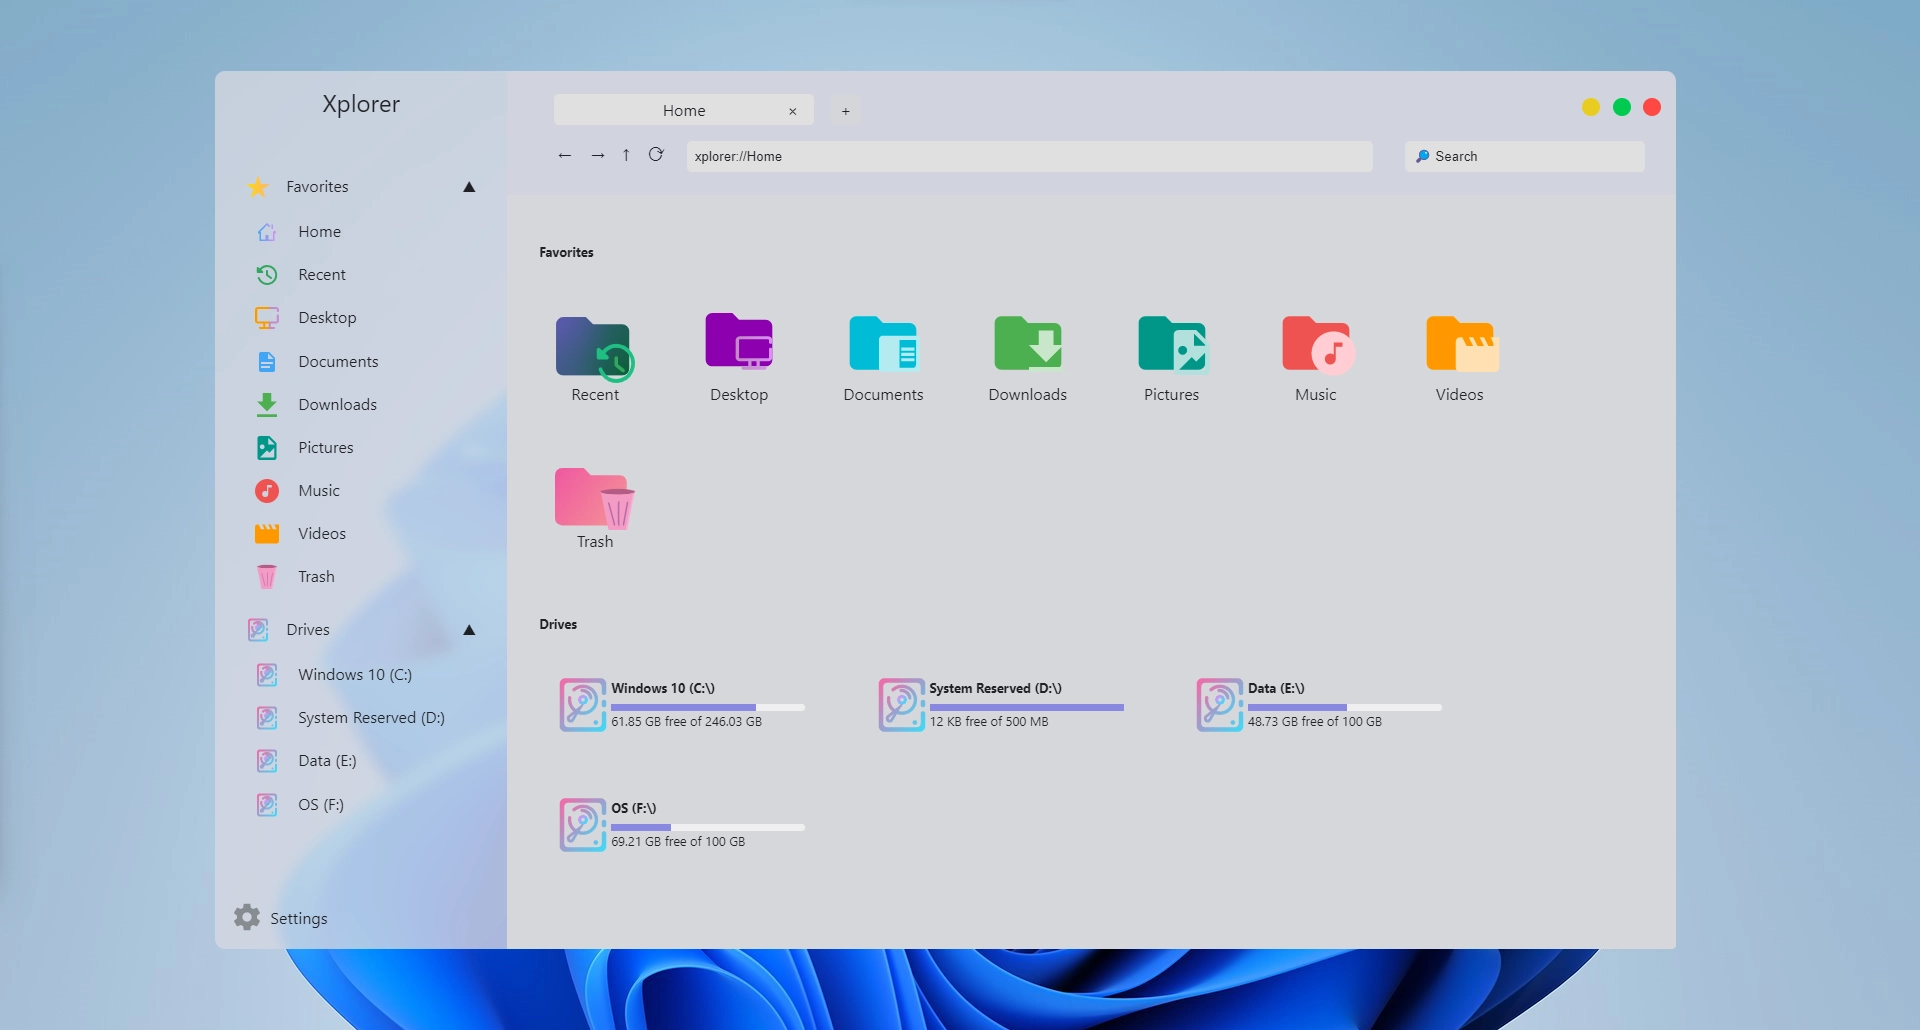 Xplorer
Favorites
Home
Recent
Desktop
Documents
Downloads
Pictures
Music
Videos
Trash
Drives
Windows 10 (C:)
System Reserved (D:)
Data (E:)
OS (F:)
Settings
Home × +
← → ↑ xplorer://Home Search
Favorites
Recent Desktop Documents Downloads Pictures Music Videos
Trash
Drives
Windows 10 (C:\)
61.85 GB free of 246.03 GB
System Reserved (D:\)
12 KB free of 500 MB
Data (E:\)
48.73 GB free of 100 GB
OS (F:\)
69.21 GB free of 100 GB